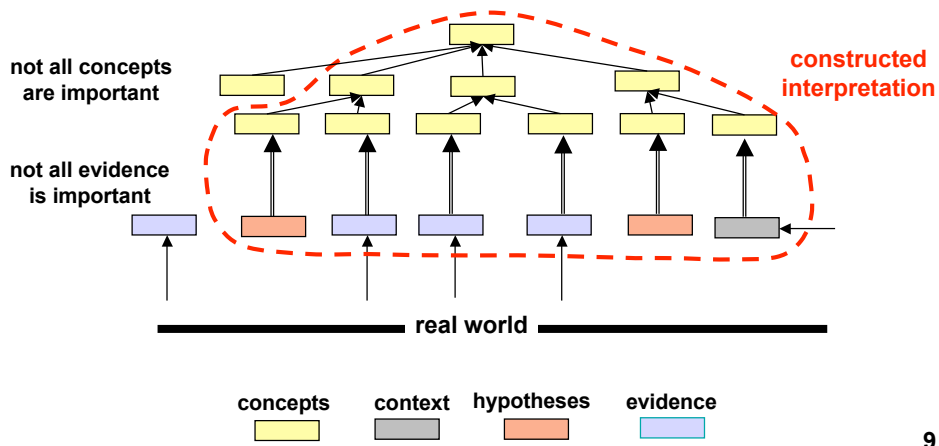 not all concepts
are important
constructed
interpretation
not all evidence
is important
real world
concepts context hypotheses evidence
9